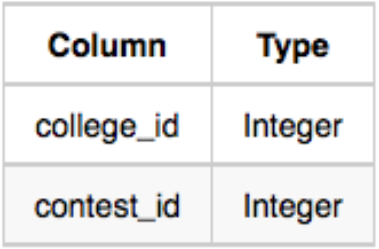 Column Type
college_id Integer
contest_id Integer